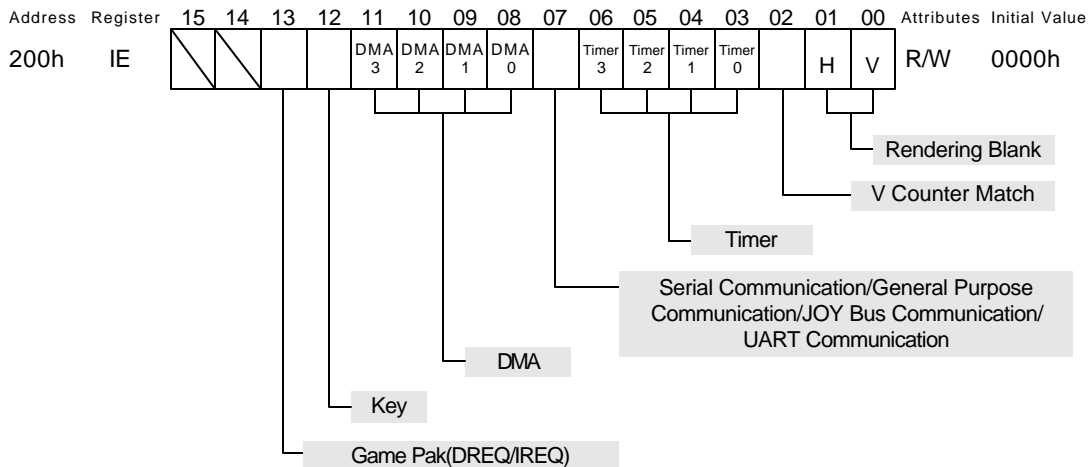 Address Register 15 14 13 12 11 10 09 08 07 06 05 04 03 02 01 00 Attributes Initial Value
200h IE DMA 3 DMA 2 DMA 1 DMA 0 Timer 3 Timer 2 Timer 1 Timer 0 H V R/W 0000h
Rendering Blank
V Counter Match
Timer
Serial Communication/General Purpose
Communication/JOY Bus Communication/
UART Communication
DMA
Key
Game Pak(DREQ/IREQ)